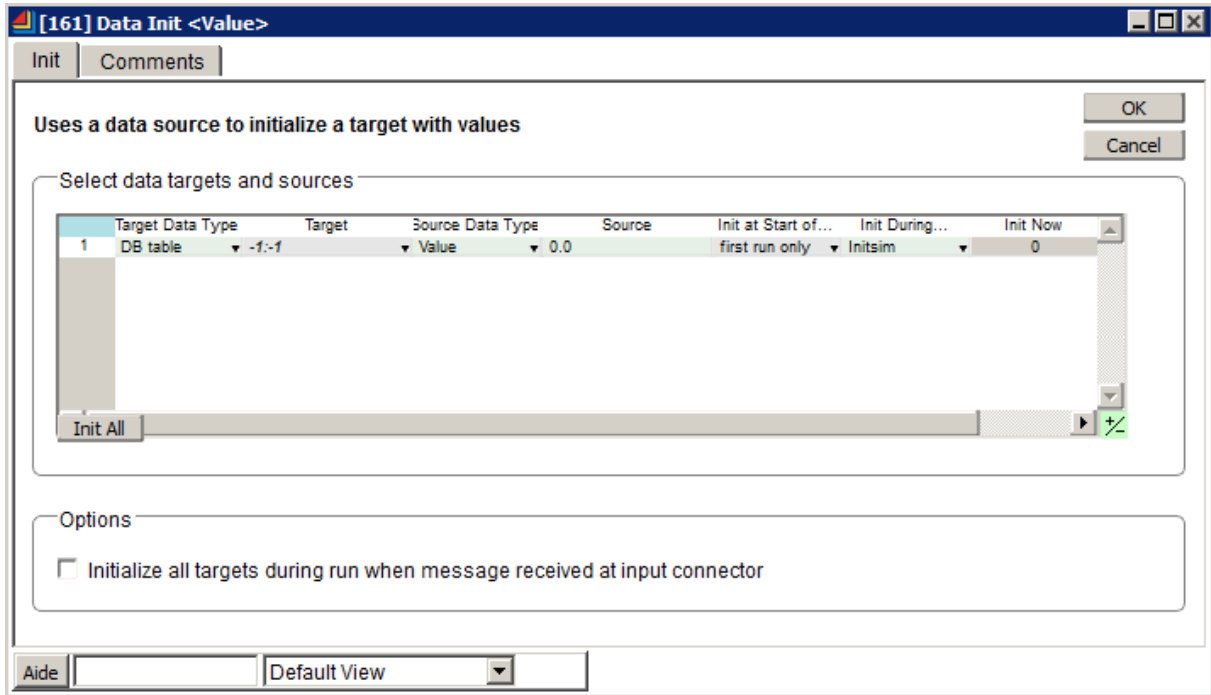 [161] Data Init <Value>
Init Comments
OK
Uses a data source to initialize a target with values
Cancel
Select data targets and sources
Target Data Type Target Source Data Type Source Init at Start of... Init During... Init Now
1 DB table -1:-1 Value 0.0 first run only Initsim 0
Init All
+/-
Options
Initialize all targets during run when message received at input connector
Aide Default View